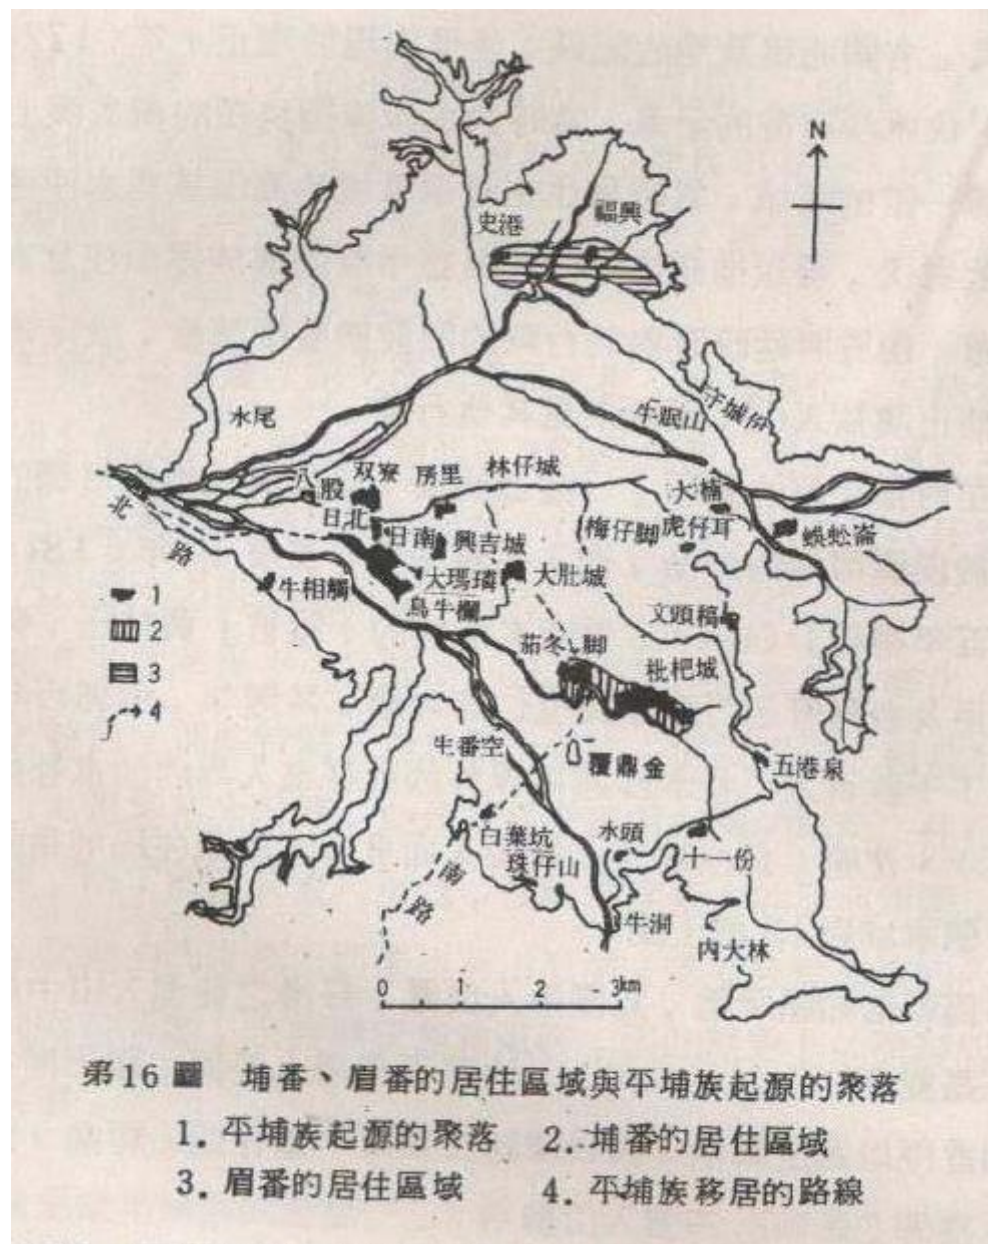 N
史港
福興
守城份
牛眠山
水尾
林仔城
房里
双寮
八股
大楠
日北
日南
興吉城
梅仔脚
虎仔耳
蜈蚣崙
北路
牛相觸
大瑪璘
大肚城
烏牛欄
文頭䅵
茄冬脚
枇杷城
1
2
3
4
生番空
覆鼎金
五港泉
白葉坑
水頭
珠仔山
十一份
南路
牛洞
內大林
0 1 2 3km
第16圖 埔番、眉番的居住區域與平埔族起源的聚落
1. 平埔族起源的聚落 2. 埔番的居住區域
3. 眉番的居住區域 4. 平埔族移居的路線